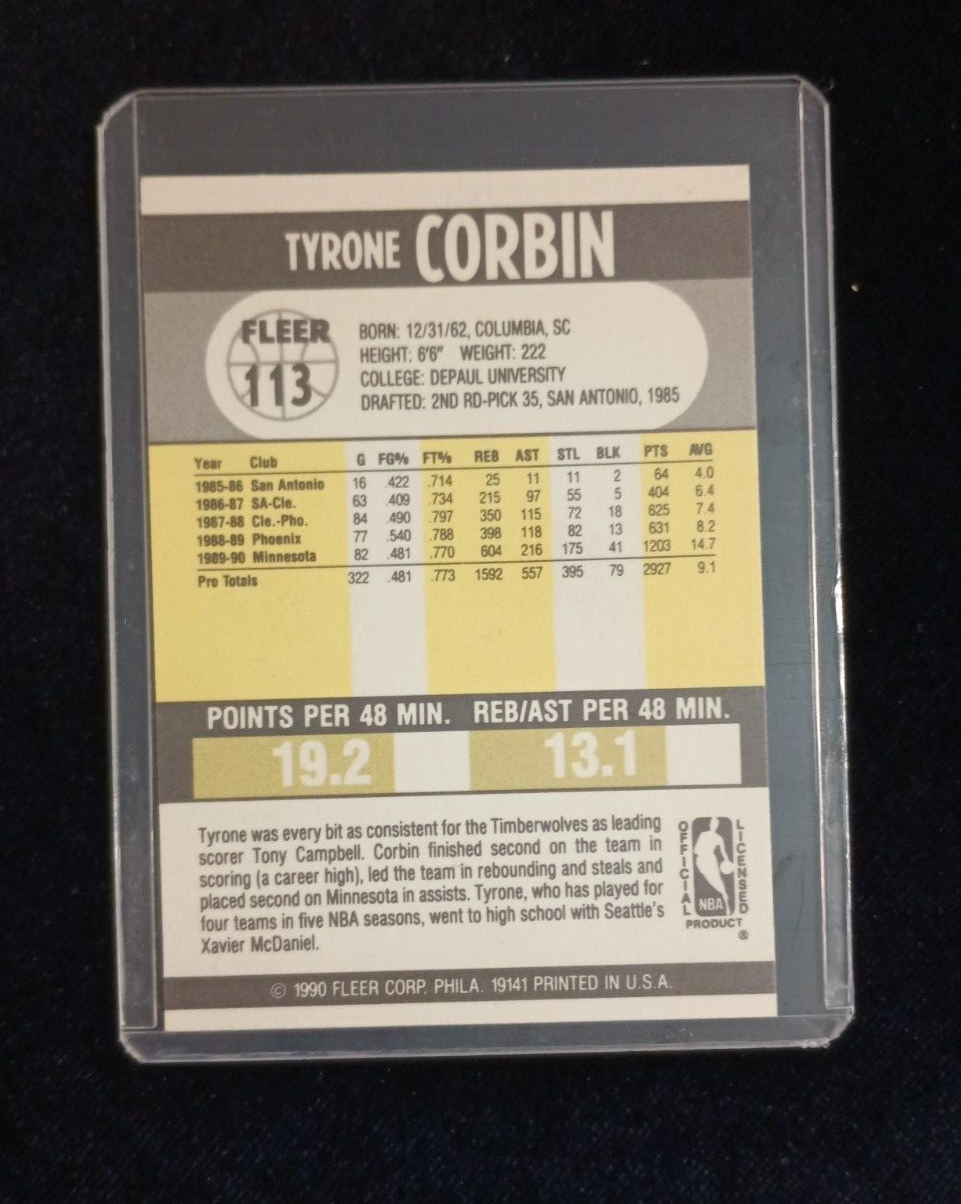 TYRONE CORBIN
FLEER
113
BORN: 12/31/62, COLUMBIA, SC
HEIGHT: 6'6" WEIGHT: 222
COLLEGE: DEPAUL UNIVERSITY
DRAFTED: 2ND RD-PICK 35, SAN ANTONIO, 1985
Year Club G FG% FT% REB AST STL BLK PTS AVG
1985-86 San Antonio 16 .422 .714 25 11 11 2 64 4.0
1986-87 SA-Cle. 63 .409 .734 215 97 55 5 404 6.4
1987-88 Cle.-Pho. 84 .490 .797 350 115 72 18 625 7.4
1988-89 Phoenix 77 .540 .788 398 118 82 13 631 8.2
1989-90 Minnesota 82 .481 .770 604 216 175 41 1203 14.7
Pro Totals 322 .481 .773 1592 557 395 79 2927 9.1
POINTS PER 48 MIN. REB/AST PER 48 MIN.
19.2 13.1
Tyrone was every bit as consistent for the Timberwolves as leading
scorer Tony Campbell. Corbin finished second on the team in
scoring (a career high), led the team in rebounding and steals and
placed second on Minnesota in assists. Tyrone, who has played for
four teams in five NBA seasons, went to high school with Seattle's
Xavier McDaniel.
OFFICIAL
LICENSED
NBA
PRODUCT
®
© 1990 FLEER CORP. PHILA. 19141 PRINTED IN U.S.A.